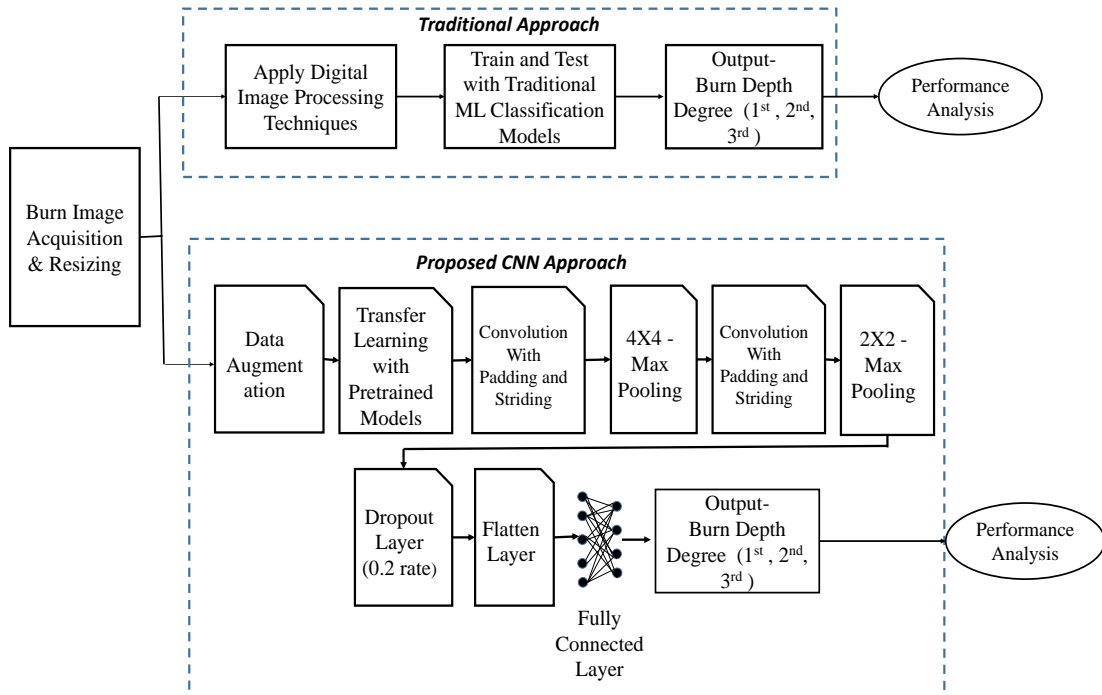 Traditional Approach
Apply Digital
Image Processing
Techniques
Train and Test
with Traditional
ML Classification
Models
Output-
Burn Depth
Degree (1st , 2nd,
3rd )
Performance
Analysis
Burn Image
Acquisition
& Resizing
Proposed CNN Approach
Data
Augment
ation
Transfer
Learning
with
Pretrained
Models
Convolution
With
Padding and
Striding
4X4 -
Max
Pooling
Convolution
With
Padding and
Striding
2X2 -
Max
Pooling
Dropout
Layer
(0.2 rate)
Flatten
Layer
Fully
Connected
Layer
Output-
Burn Depth
Degree (1st , 2nd,
3rd )
Performance
Analysis